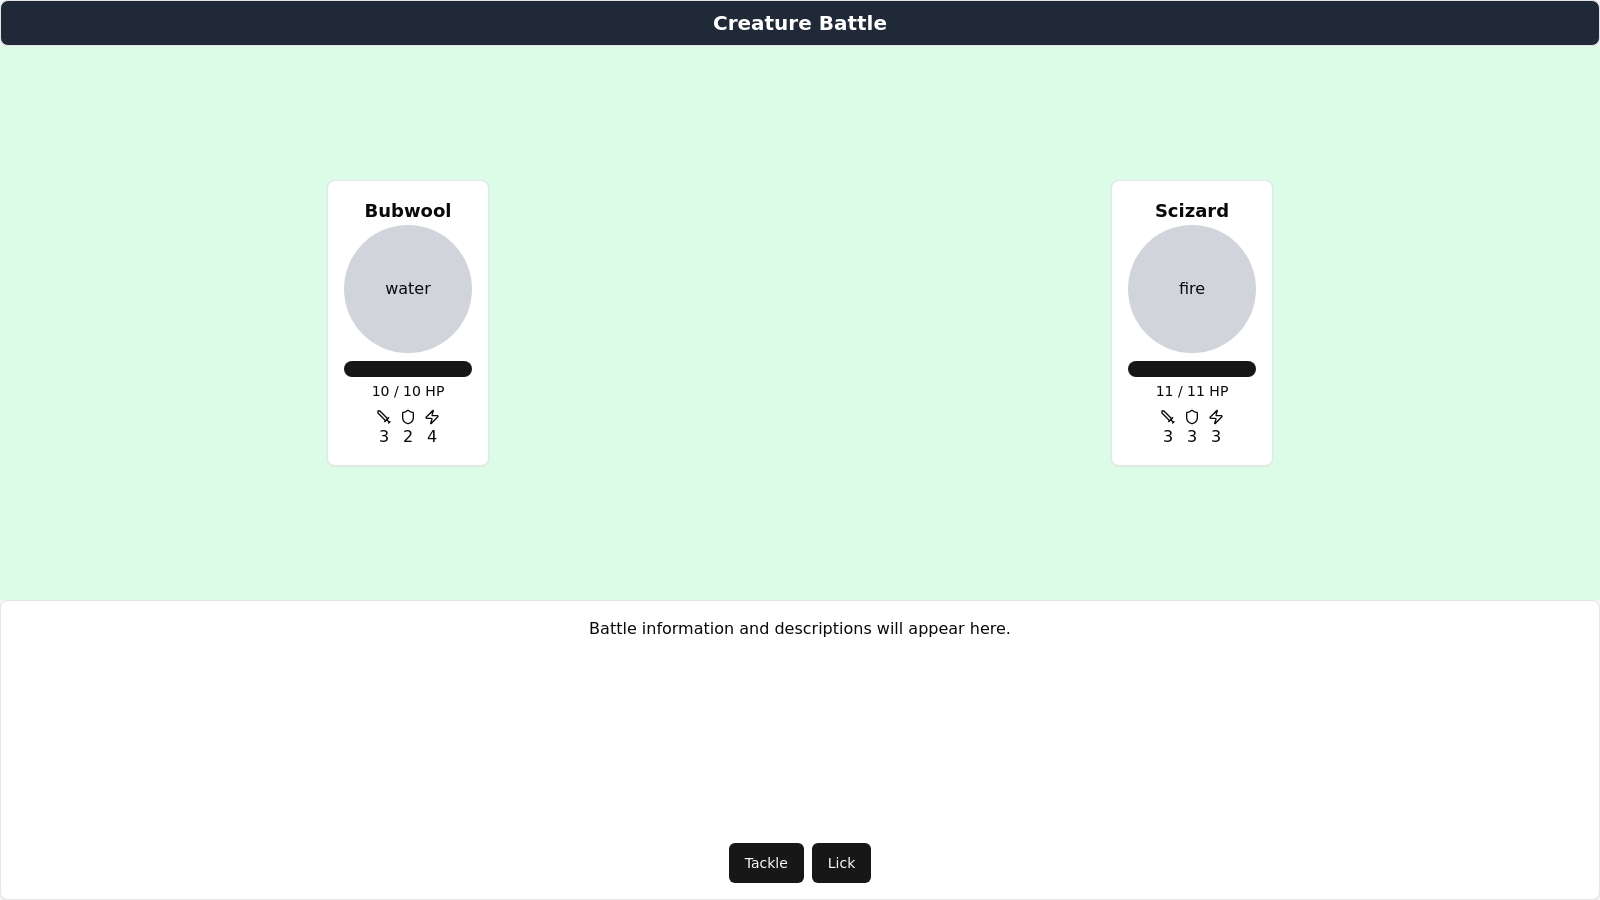 Creature Battle
Bubwool
water
10 / 10 HP
3 2 4
Scizard
fire
11 / 11 HP
3 3 3
Battle information and descriptions will appear here.
Tackle
Lick